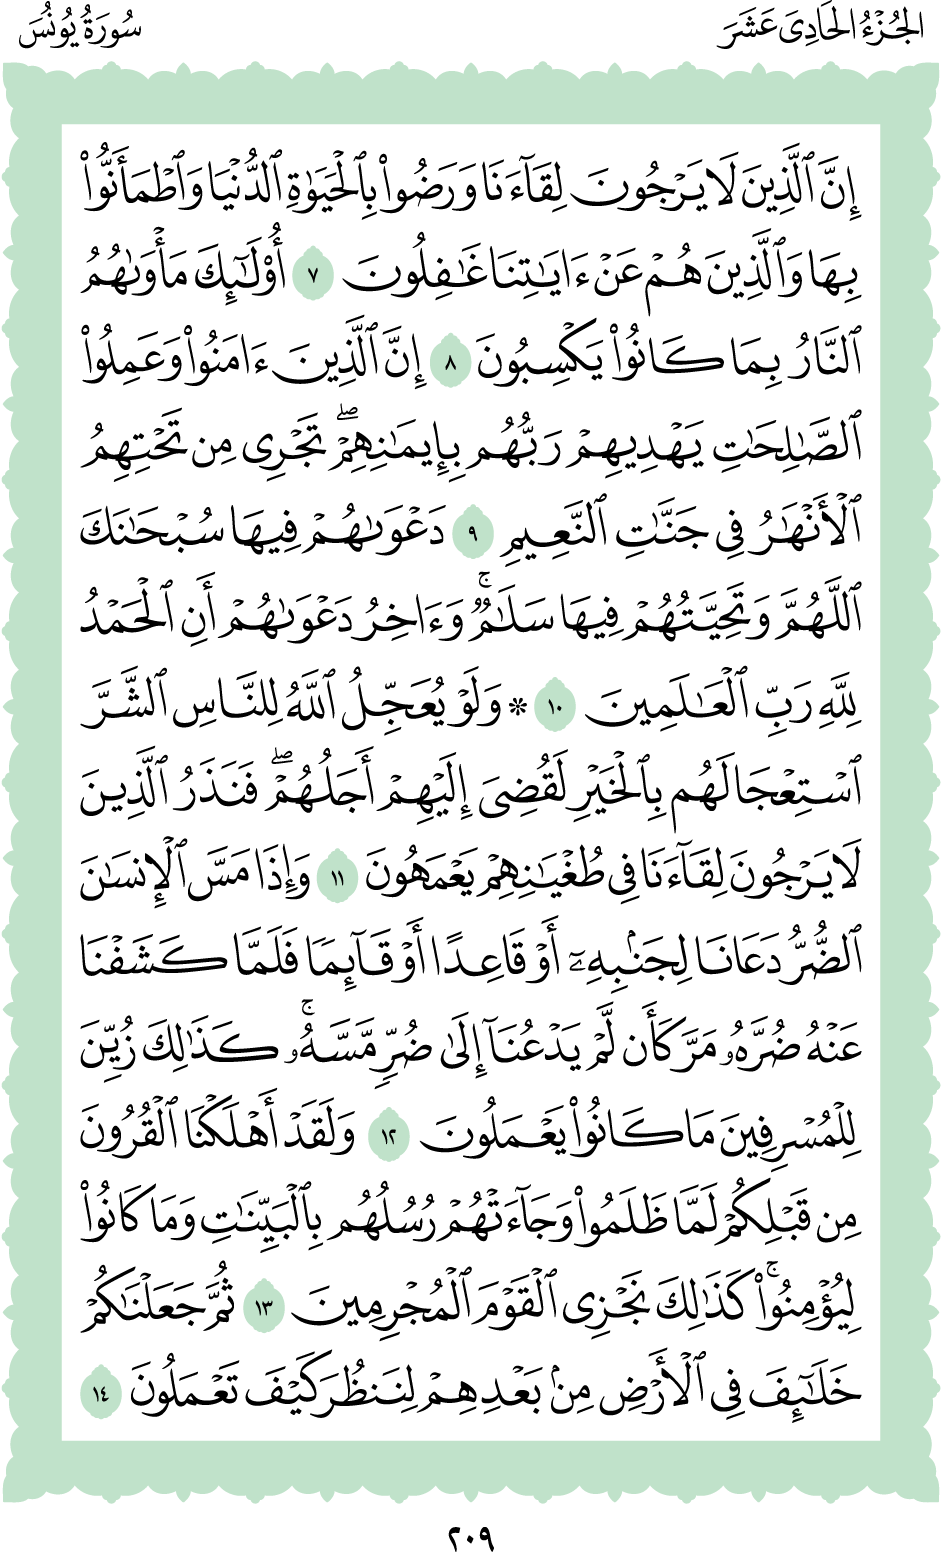 الجُزْءُ الحَادِيَ عَشَرَ
سُورَةُ يُونُسَ
إِنَّ ٱلَّذِينَ لَا يَرْجُونَ لِقَآءَنَا وَرَضُوا۟ بِٱلْحَيَوٰةِ ٱلدُّنْيَا وَٱطْمَأَنُّوا۟
بِهَا وَٱلَّذِينَ هُمْ عَنْ ءَايَٰتِنَا غَٰفِلُونَ ٧ أُو۟لَٰٓئِكَ مَأْوَىٰهُمُ
ٱلنَّارُ بِمَا كَانُوا۟ يَكْسِبُونَ ٨ إِنَّ ٱلَّذِينَ ءَامَنُوا۟ وَعَمِلُوا۟
ٱلصَّٰلِحَٰتِ يَهْدِيهِمْ رَبُّهُم بِإِيمَٰنِهِمْۖ تَجْرِى مِن تَحْتِهِمُ
ٱلْأَنْهَٰرُ فِى جَنَّٰتِ ٱلنَّعِيمِ ٩ دَعْوَىٰهُمْ فِيهَا سُبْحَٰنَكَ
ٱللَّهُمَّ وَتَحِيَّتُهُمْ فِيهَا سَلَٰمٌۚ وَءَاخِرُ دَعْوَىٰهُمْ أَنِ ٱلْحَمْدُ
لِلَّهِ رَبِّ ٱلْعَٰلَمِينَ ١٠ ۞ وَلَوْ يُعَجِّلُ ٱللَّهُ لِلنَّاسِ ٱلشَّرَّ
ٱسْتِعْجَالَهُم بِٱلْخَيْرِ لَقُضِىَ إِلَيْهِمْ أَجَلُهُمْۖ فَنَذَرُ ٱلَّذِينَ
لَا يَرْجُونَ لِقَآءَنَا فِى طُغْيَٰنِهِمْ يَعْمَهُونَ ١١ وَإِذَا مَسَّ ٱلْإِنسَٰنَ
ٱلضُّرُّ دَعَانَا لِجَنۢبِهِۦٓ أَوْ قَاعِدًا أَوْ قَآئِمًا فَلَمَّا كَشَفْنَا
عَنْهُ ضُرَّهُۥ مَرَّ كَأَن لَّمْ يَدْعُنَآ إِلَىٰ ضُرٍّ مَّسَّهُۥۚ كَذَٰلِكَ زُيِّنَ
لِلْمُسْرِفِينَ مَا كَانُوا۟ يَعْمَلُونَ ١٢ وَلَقَدْ أَهْلَكْنَا ٱلْقُرُونَ
مِن قَبْلِكُمْ لَمَّا ظَلَمُوا۟ وَجَآءَتْهُمْ رُسُلُهُم بِٱلْبَيِّنَٰتِ وَمَا كَانُوا۟
لِيُؤْمِنُوا۟ۚ كَذَٰلِكَ نَجْزِى ٱلْقَوْمَ ٱلْمُجْرِمِينَ ١٣ ثُمَّ جَعَلْنَٰكُمْ
خَلَٰٓئِفَ فِى ٱلْأَرْضِ مِنۢ بَعْدِهِمْ لِنَنظُرَ كَيْفَ تَعْمَلُونَ ١٤
٢٠٩